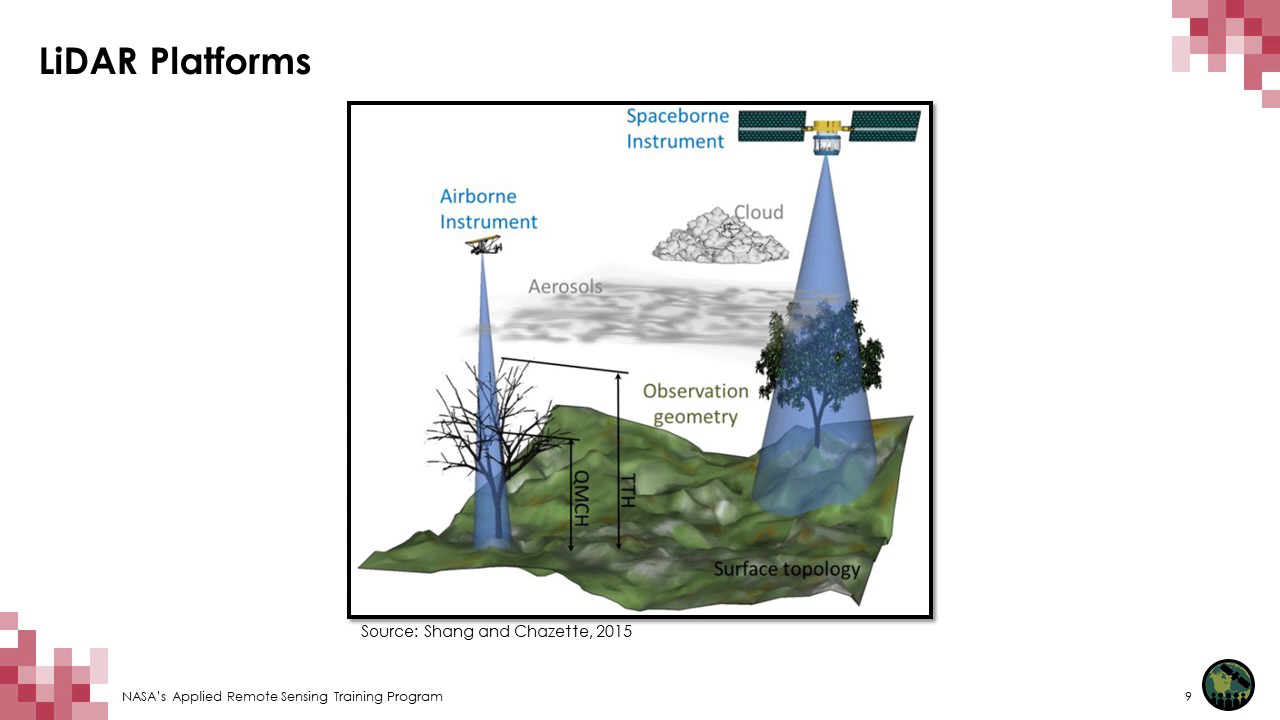 LiDAR Platforms
Spaceborne
Instrument
Airborne
Instrument
Cloud
Aerosols
Observation
geometry
QMCH
TTH
Surface topology
Source: Shang and Chazette, 2015
NASA's Applied Remote Sensing Training Program
9